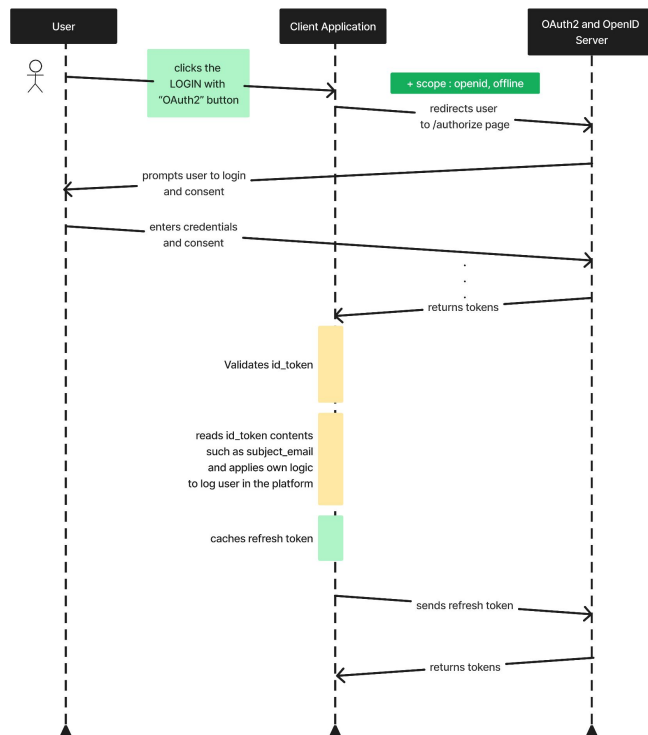 User
Client Application
OAuth2 and OpenID
Server
clicks the
LOGIN with
“OAuth2” button
+ scope : openid, offline
redirects user
to /authorize page
prompts user to login
and consent
enters credentials
and consent
.
.
.
returns tokens
Validates id_token
reads id_token contents
such as subject_email
and applies own logic
to log user in the platform
caches refresh token
sends refresh token
returns tokens